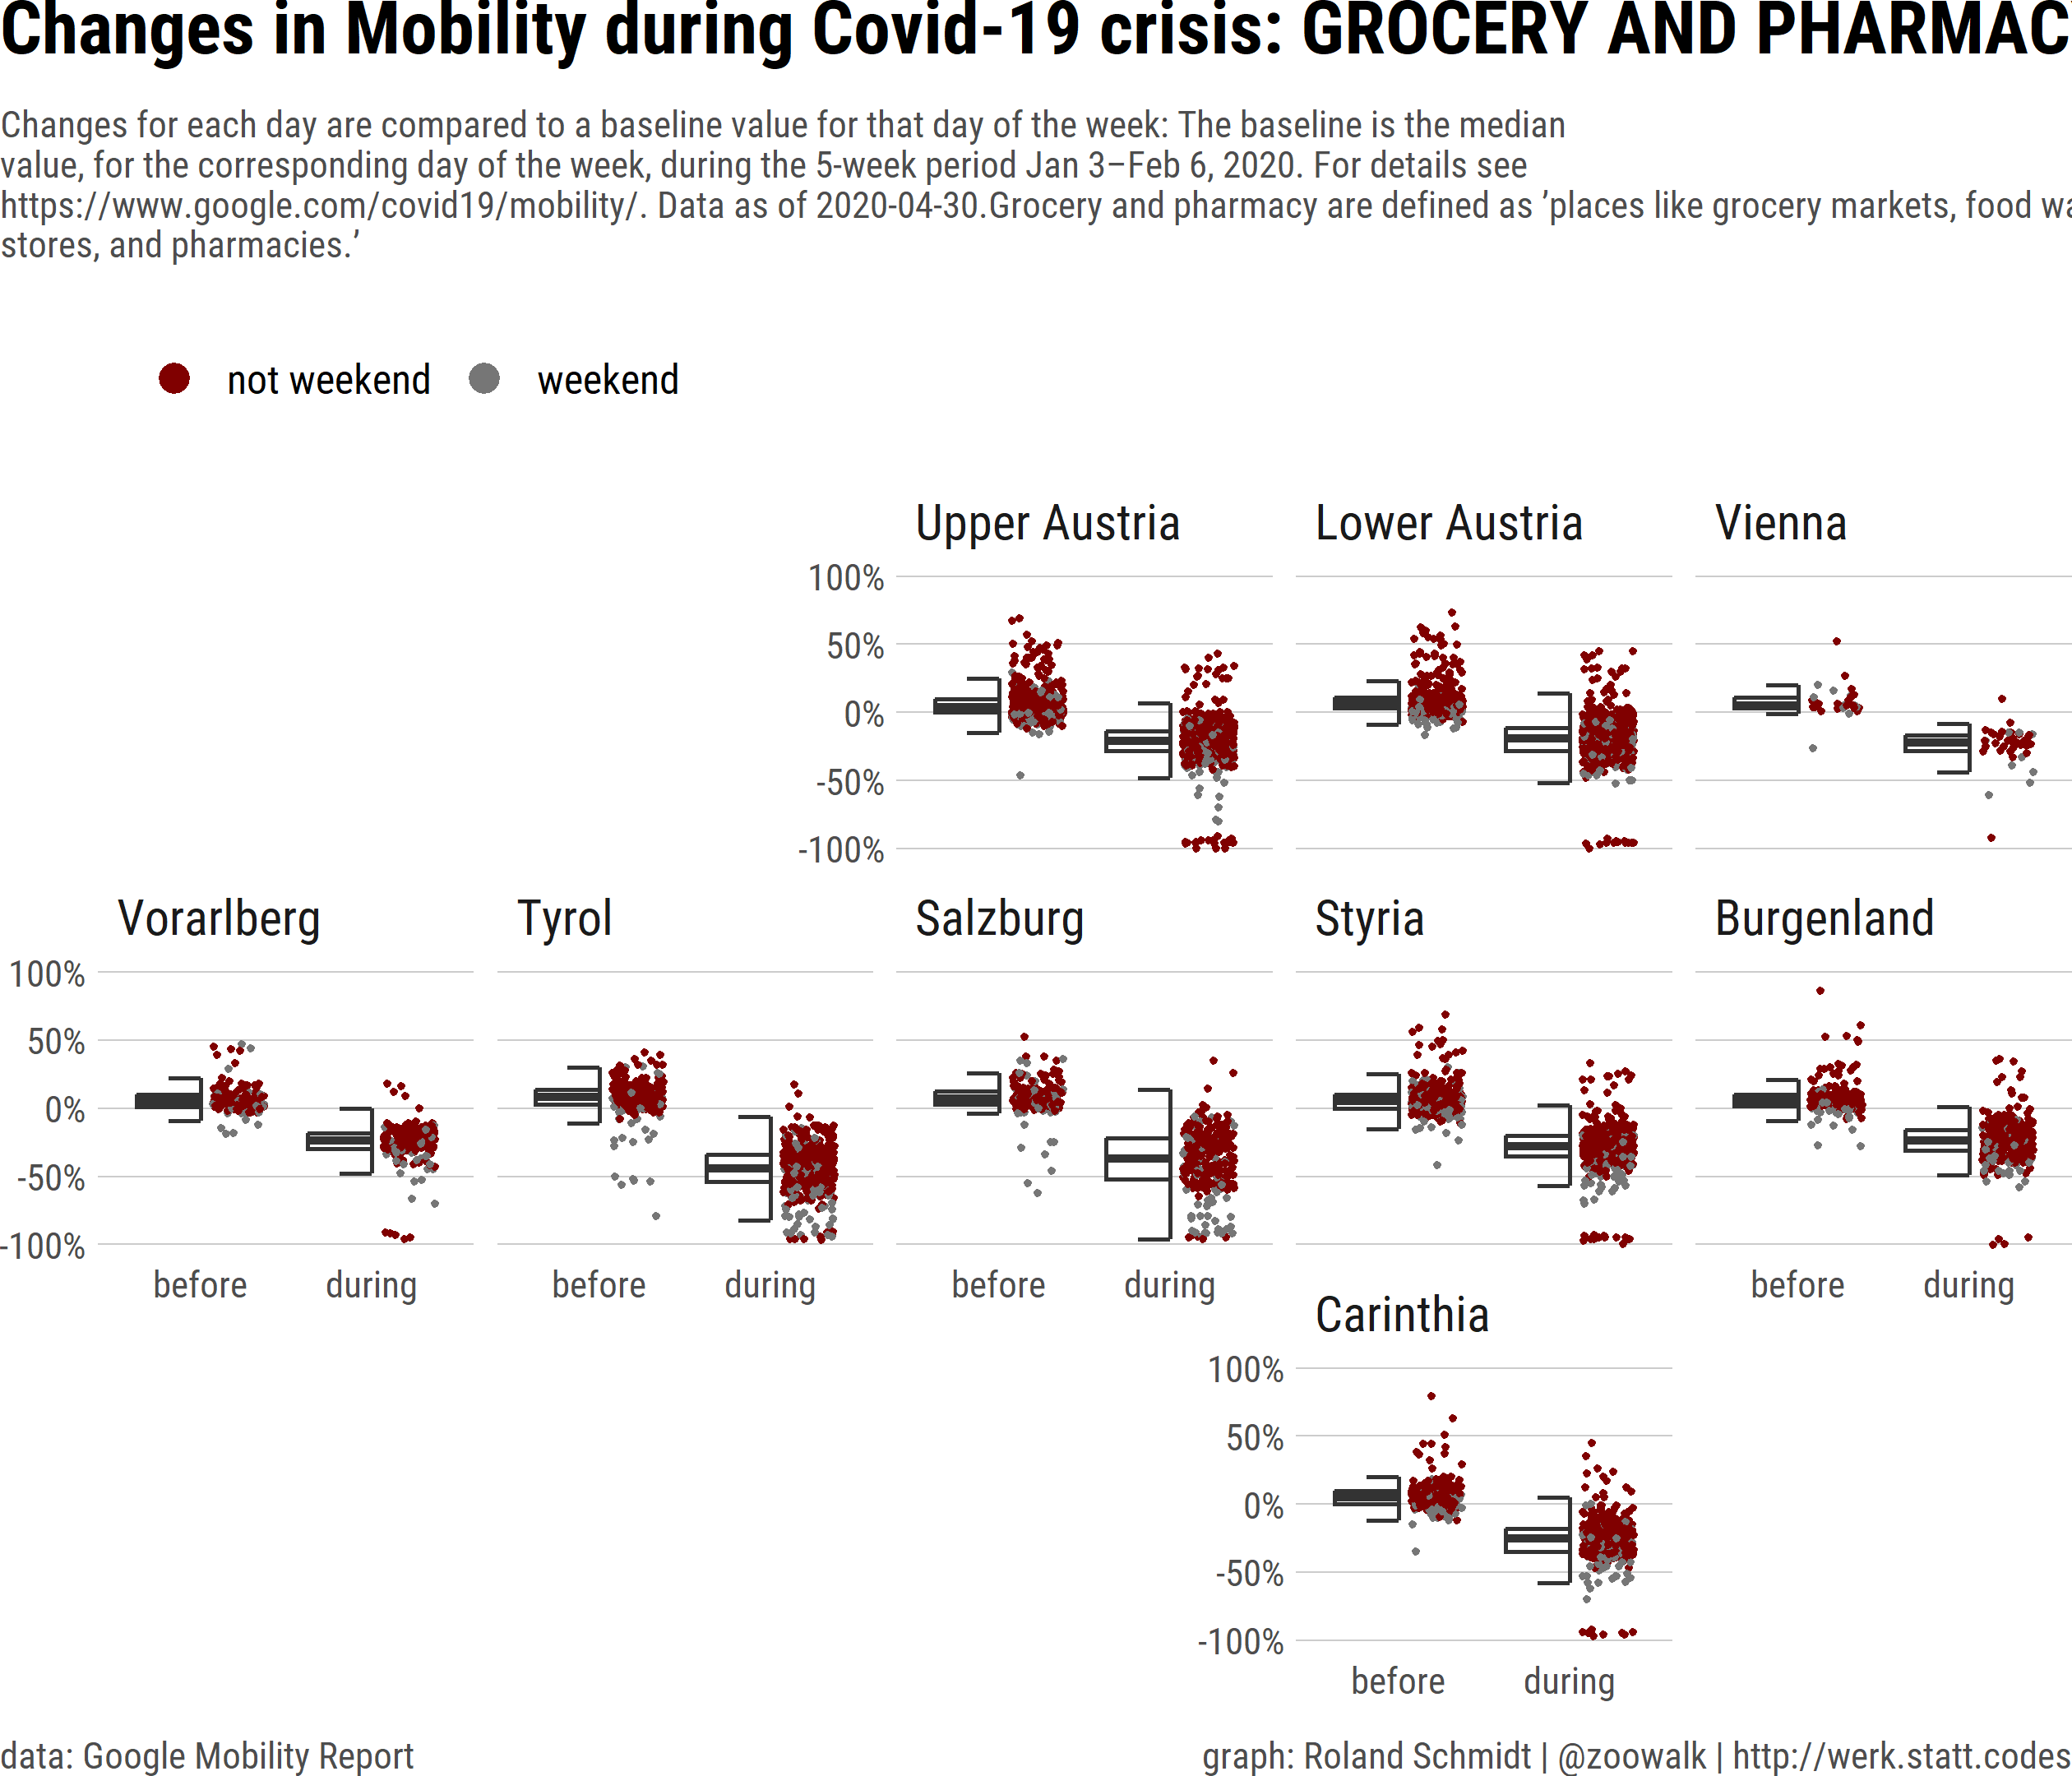 Changes in Mobility during Covid-19 crisis: GROCERY AND PHARMAC
Changes for each day are compared to a baseline value for that day of the week: The baseline is the median
value, for the corresponding day of the week, during the 5-week period Jan 3–Feb 6, 2020. For details see
https://www.google.com/covid19/mobility/. Data as of 2020-04-30.Grocery and pharmacy are defined as ’places like grocery markets, food wa
stores, and pharmacies.’
not weekend weekend
Upper Austria Lower Austria Vienna
100%
50%
0%
-50%
-100%
Vorarlberg Tyrol Salzburg Styria Burgenland
100%
50%
0%
-50%
-100%
before during before during before during before during
Carinthia
100%
50%
0%
-50%
-100%
before during
data: Google Mobility Report graph: Roland Schmidt | @zoowalk | http://werk.statt.codes